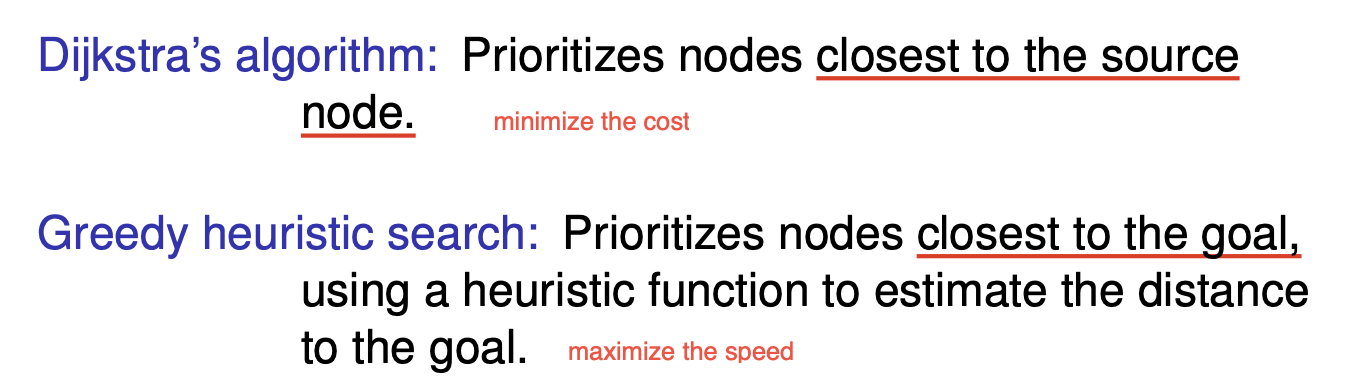 Dijkstra’s algorithm: Prioritizes nodes closest to the source
node. minimize the cost
Greedy heuristic search: Prioritizes nodes closest to the goal,
using a heuristic function to estimate the distance
to the goal. maximize the speed